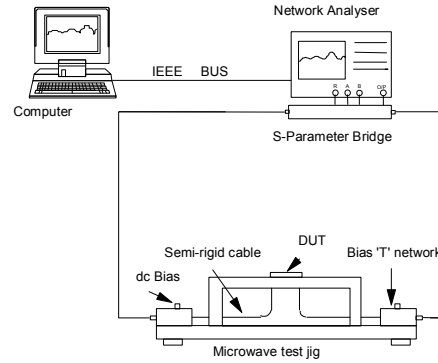 Network Analyser
IEEE BUS
R A B O/P
Computer
S-Parameter Bridge
DUT
Semi-rigid cable
Bias 'T' network
dc Bias
Microwave test jig